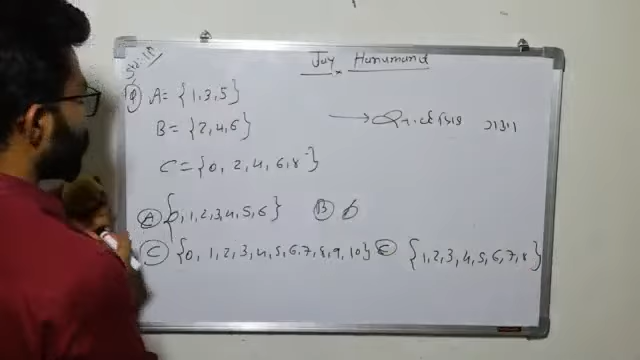 Jay Hanumand
Q A = {1,3,5}
B = {2,4,6}
C = {0, 2, 4, 6, 8}
A {0, 1, 2, 3, 4, 5, 6} B ϕ
C {0, 1, 2, 3, 4, 5, 6, 7, 8, 9, 10} C {1, 2, 3, 4, 5, 6, 7, 8}